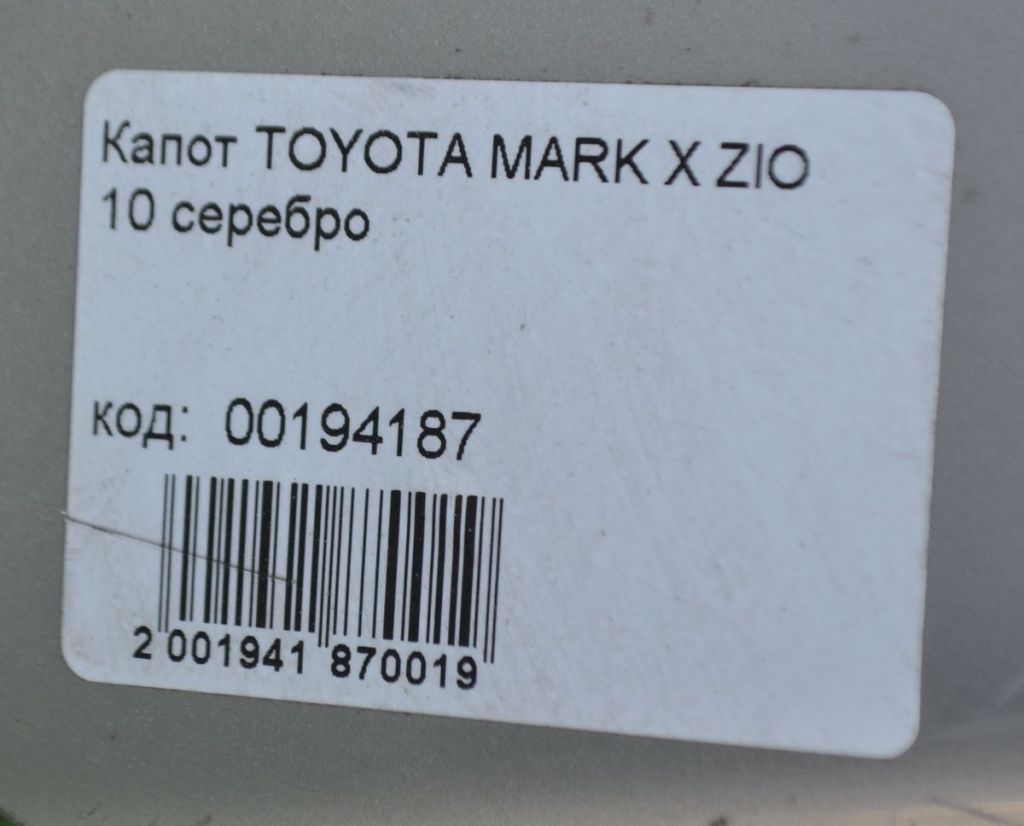 Капот TOYOTA MARK X ZIO
10 серебро
код: 00194187
2 001941 870019